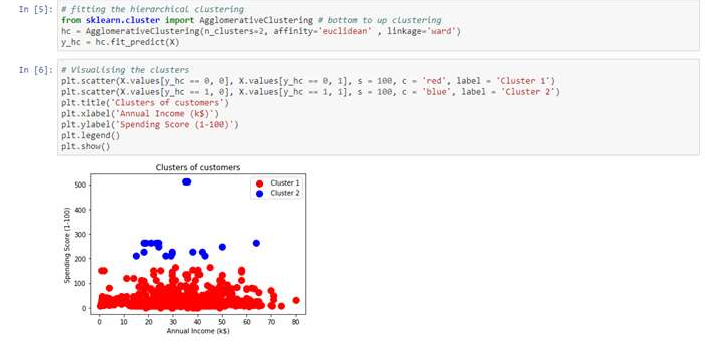 In [5]: # fitting the hierarchical clustering
from sklearn.cluster import AgglomerativeClustering # bottom to up clustering
hc = AgglomerativeClustering(n_clusters=2, affinity='euclidean' , linkage='ward')
y_hc = hc.fit_predict(X)
In [6]: # Visualising the clusters
plt.scatter(X.values[y_hc == 0, 0], X.values[y_hc == 0, 1], s = 100, c = 'red', label = 'Cluster 1')
plt.scatter(X.values[y_hc == 1, 0], X.values[y_hc == 1, 1], s = 100, c = 'blue', label = 'Cluster 2')
plt.title('Clusters of customers')
plt.xlabel('Annual Income (k$)')
plt.ylabel('Spending Score (1-100)')
plt.legend()
plt.show()
Clusters of customers
Cluster 1
Cluster 2
500
400
300
200
100
0
Spending Score (1-100)
0 10 20 30 40 50 60 70 80
Annual Income (k$)